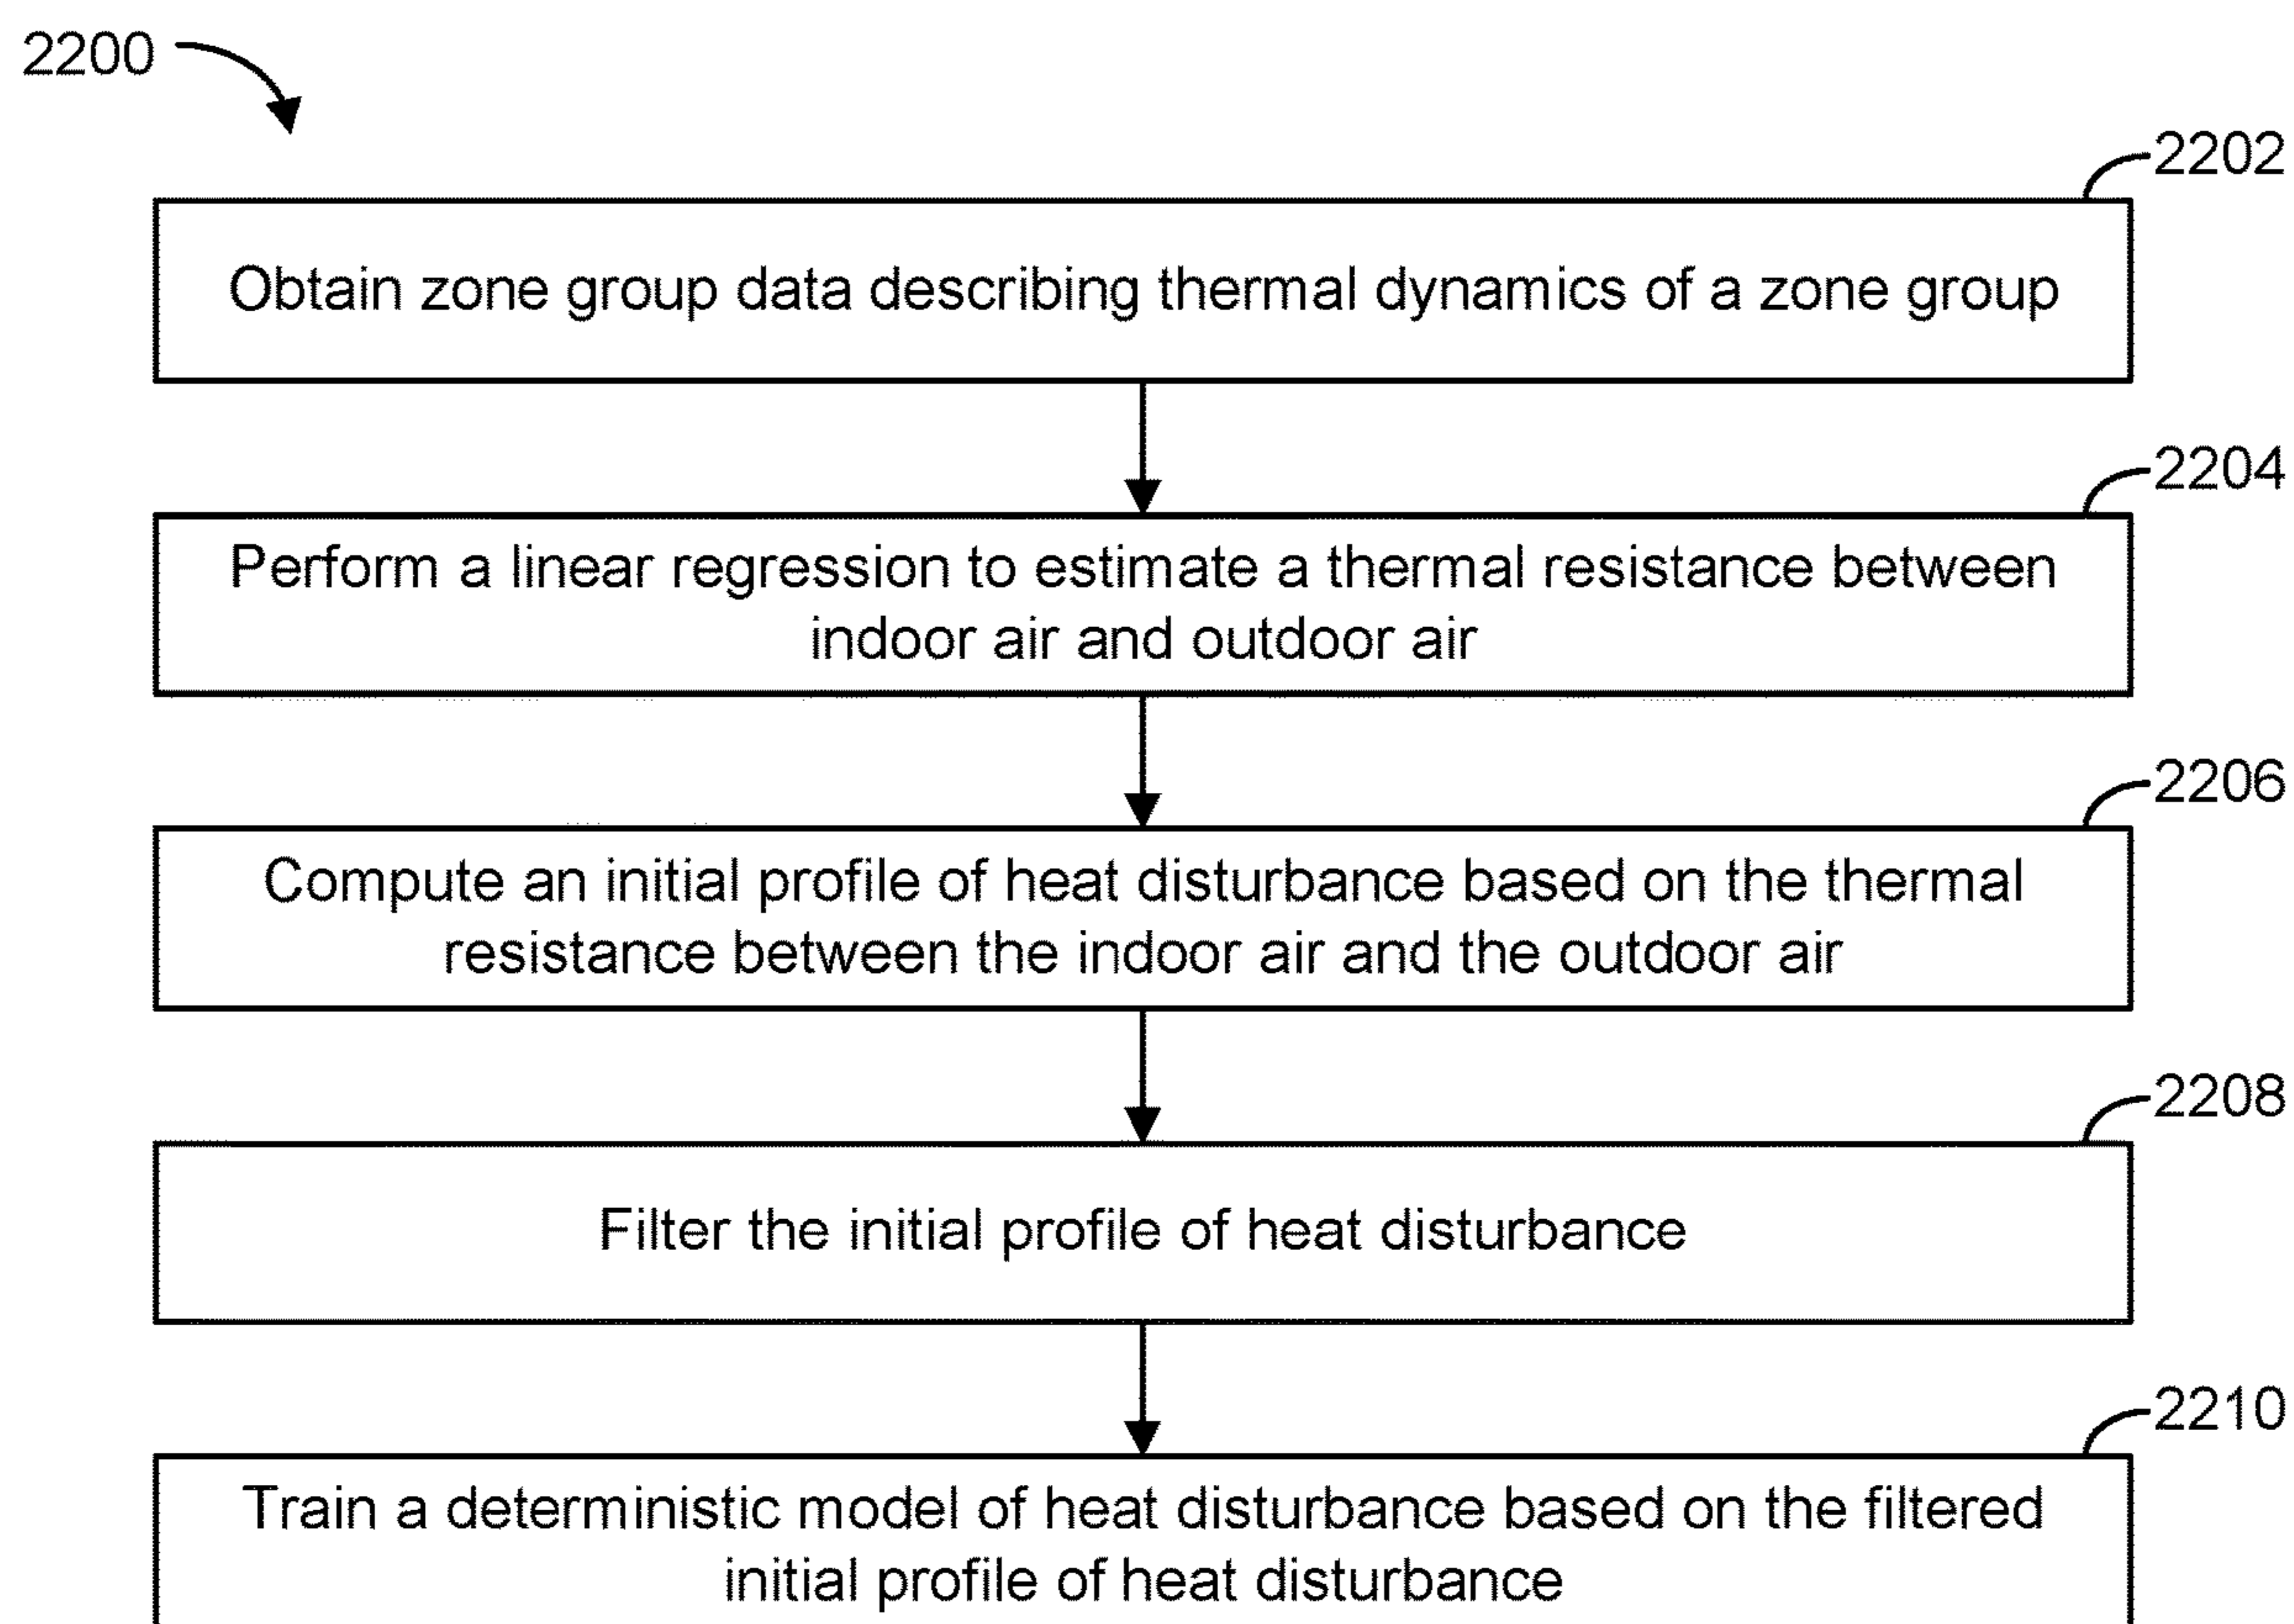 2200
2202
Obtain zone group data describing thermal dynamics of a zone group
2204
Perform a linear regression to estimate a thermal resistance between
indoor air and outdoor air
2206
Compute an initial profile of heat disturbance based on the thermal
resistance between the indoor air and the outdoor air
2208
Filter the initial profile of heat disturbance
2210
Train a deterministic model of heat disturbance based on the filtered
initial profile of heat disturbance